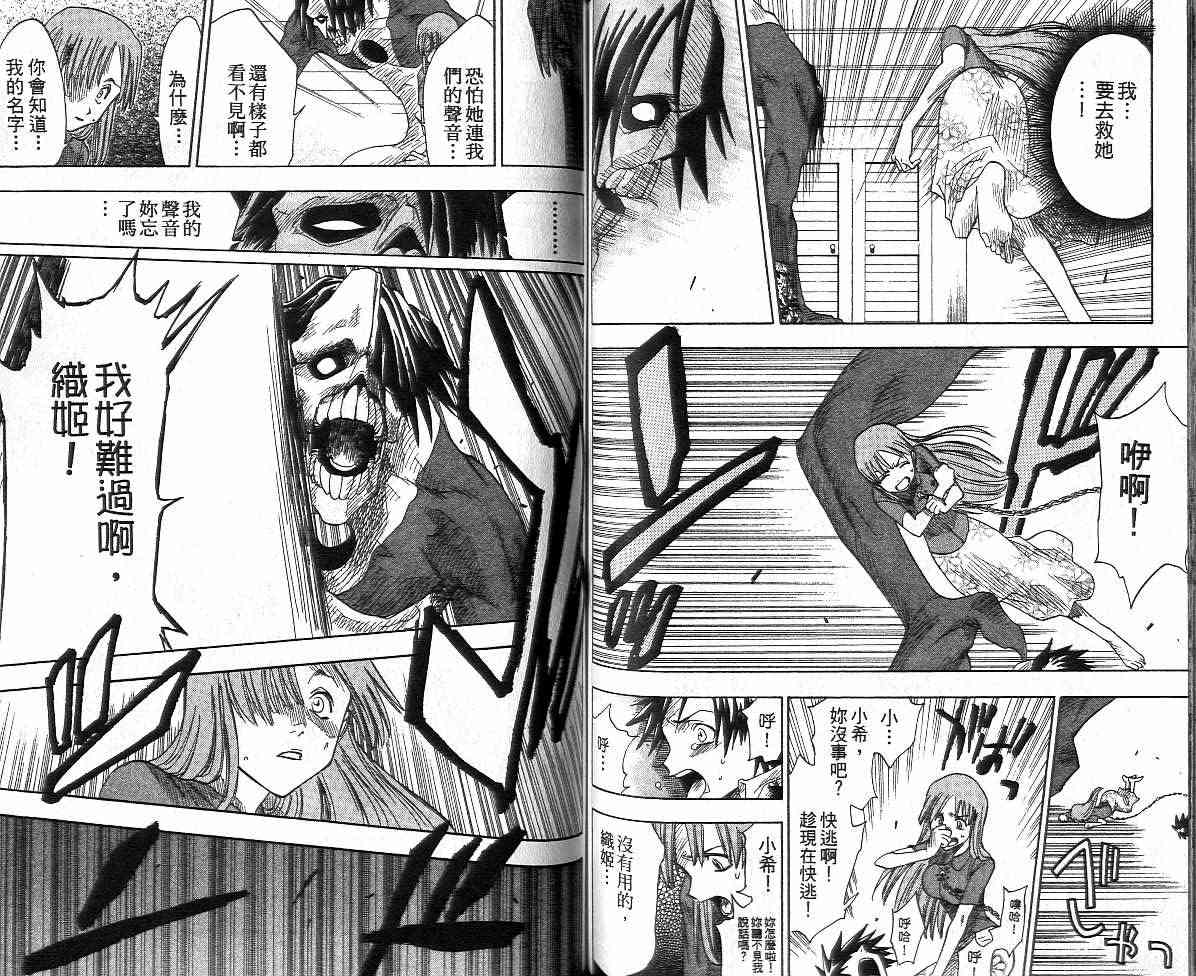 我…
要去救她
…！
咿啊！
小…
小希，
妳沒事吧？
快逃啊！
趁現在快逃！
噗哈！
呼哈！
呼！
呼…
小希！
妳怎麼啦！
妳聽不見我
說話嗎？
沒有用的，
織姬…
恐怕她連我
們的聲音…
還有樣子都
看不見啊…
為什麼…
你會知道…
我的名字…
………
我的
聲音
妳忘
了嗎
…
我好難過啊，
織姬！